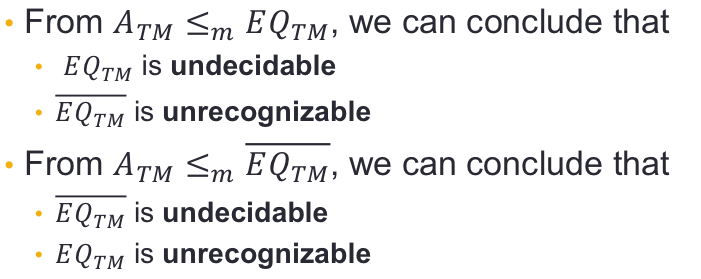 • From $A_{TM} \leq_m EQ_{TM}$, we can conclude that
• $EQ_{TM}$ is undecidable
• $\overline{EQ_{TM}}$ is unrecognizable
• From $A_{TM} \leq_m \overline{EQ_{TM}}$, we can conclude that
• $\overline{EQ_{TM}}$ is undecidable
• $EQ_{TM}$ is unrecognizable